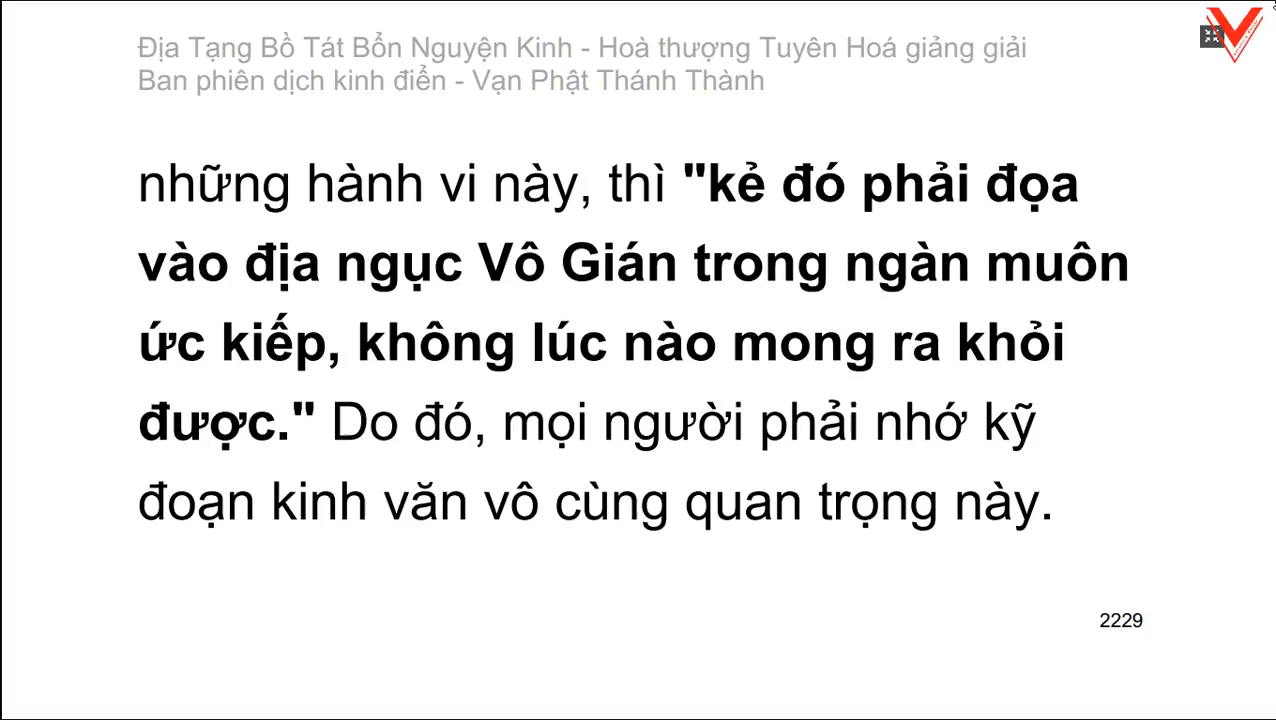 Địa Tạng Bồ Tát Bổn Nguyện Kinh - Hoà thượng Tuyên Hoá giảng giải
Ban phiên dịch kinh điển - Vạn Phật Thánh Thành
những hành vi này, thì "kẻ đó phải đọa
vào địa ngục Vô Gián trong ngàn muôn
ức kiếp, không lúc nào mong ra khỏi
được." Do đó, mọi người phải nhớ kỹ
đoạn kinh văn vô cùng quan trọng này.
2229